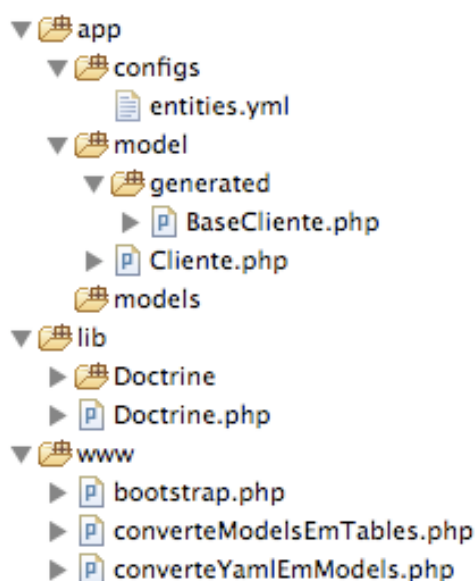 app
configs
entities.yml
model
generated
BaseCliente.php
Cliente.php
models
lib
Doctrine
Doctrine.php
www
bootstrap.php
converteModelsEmTables.php
converteYamlEmModels.php